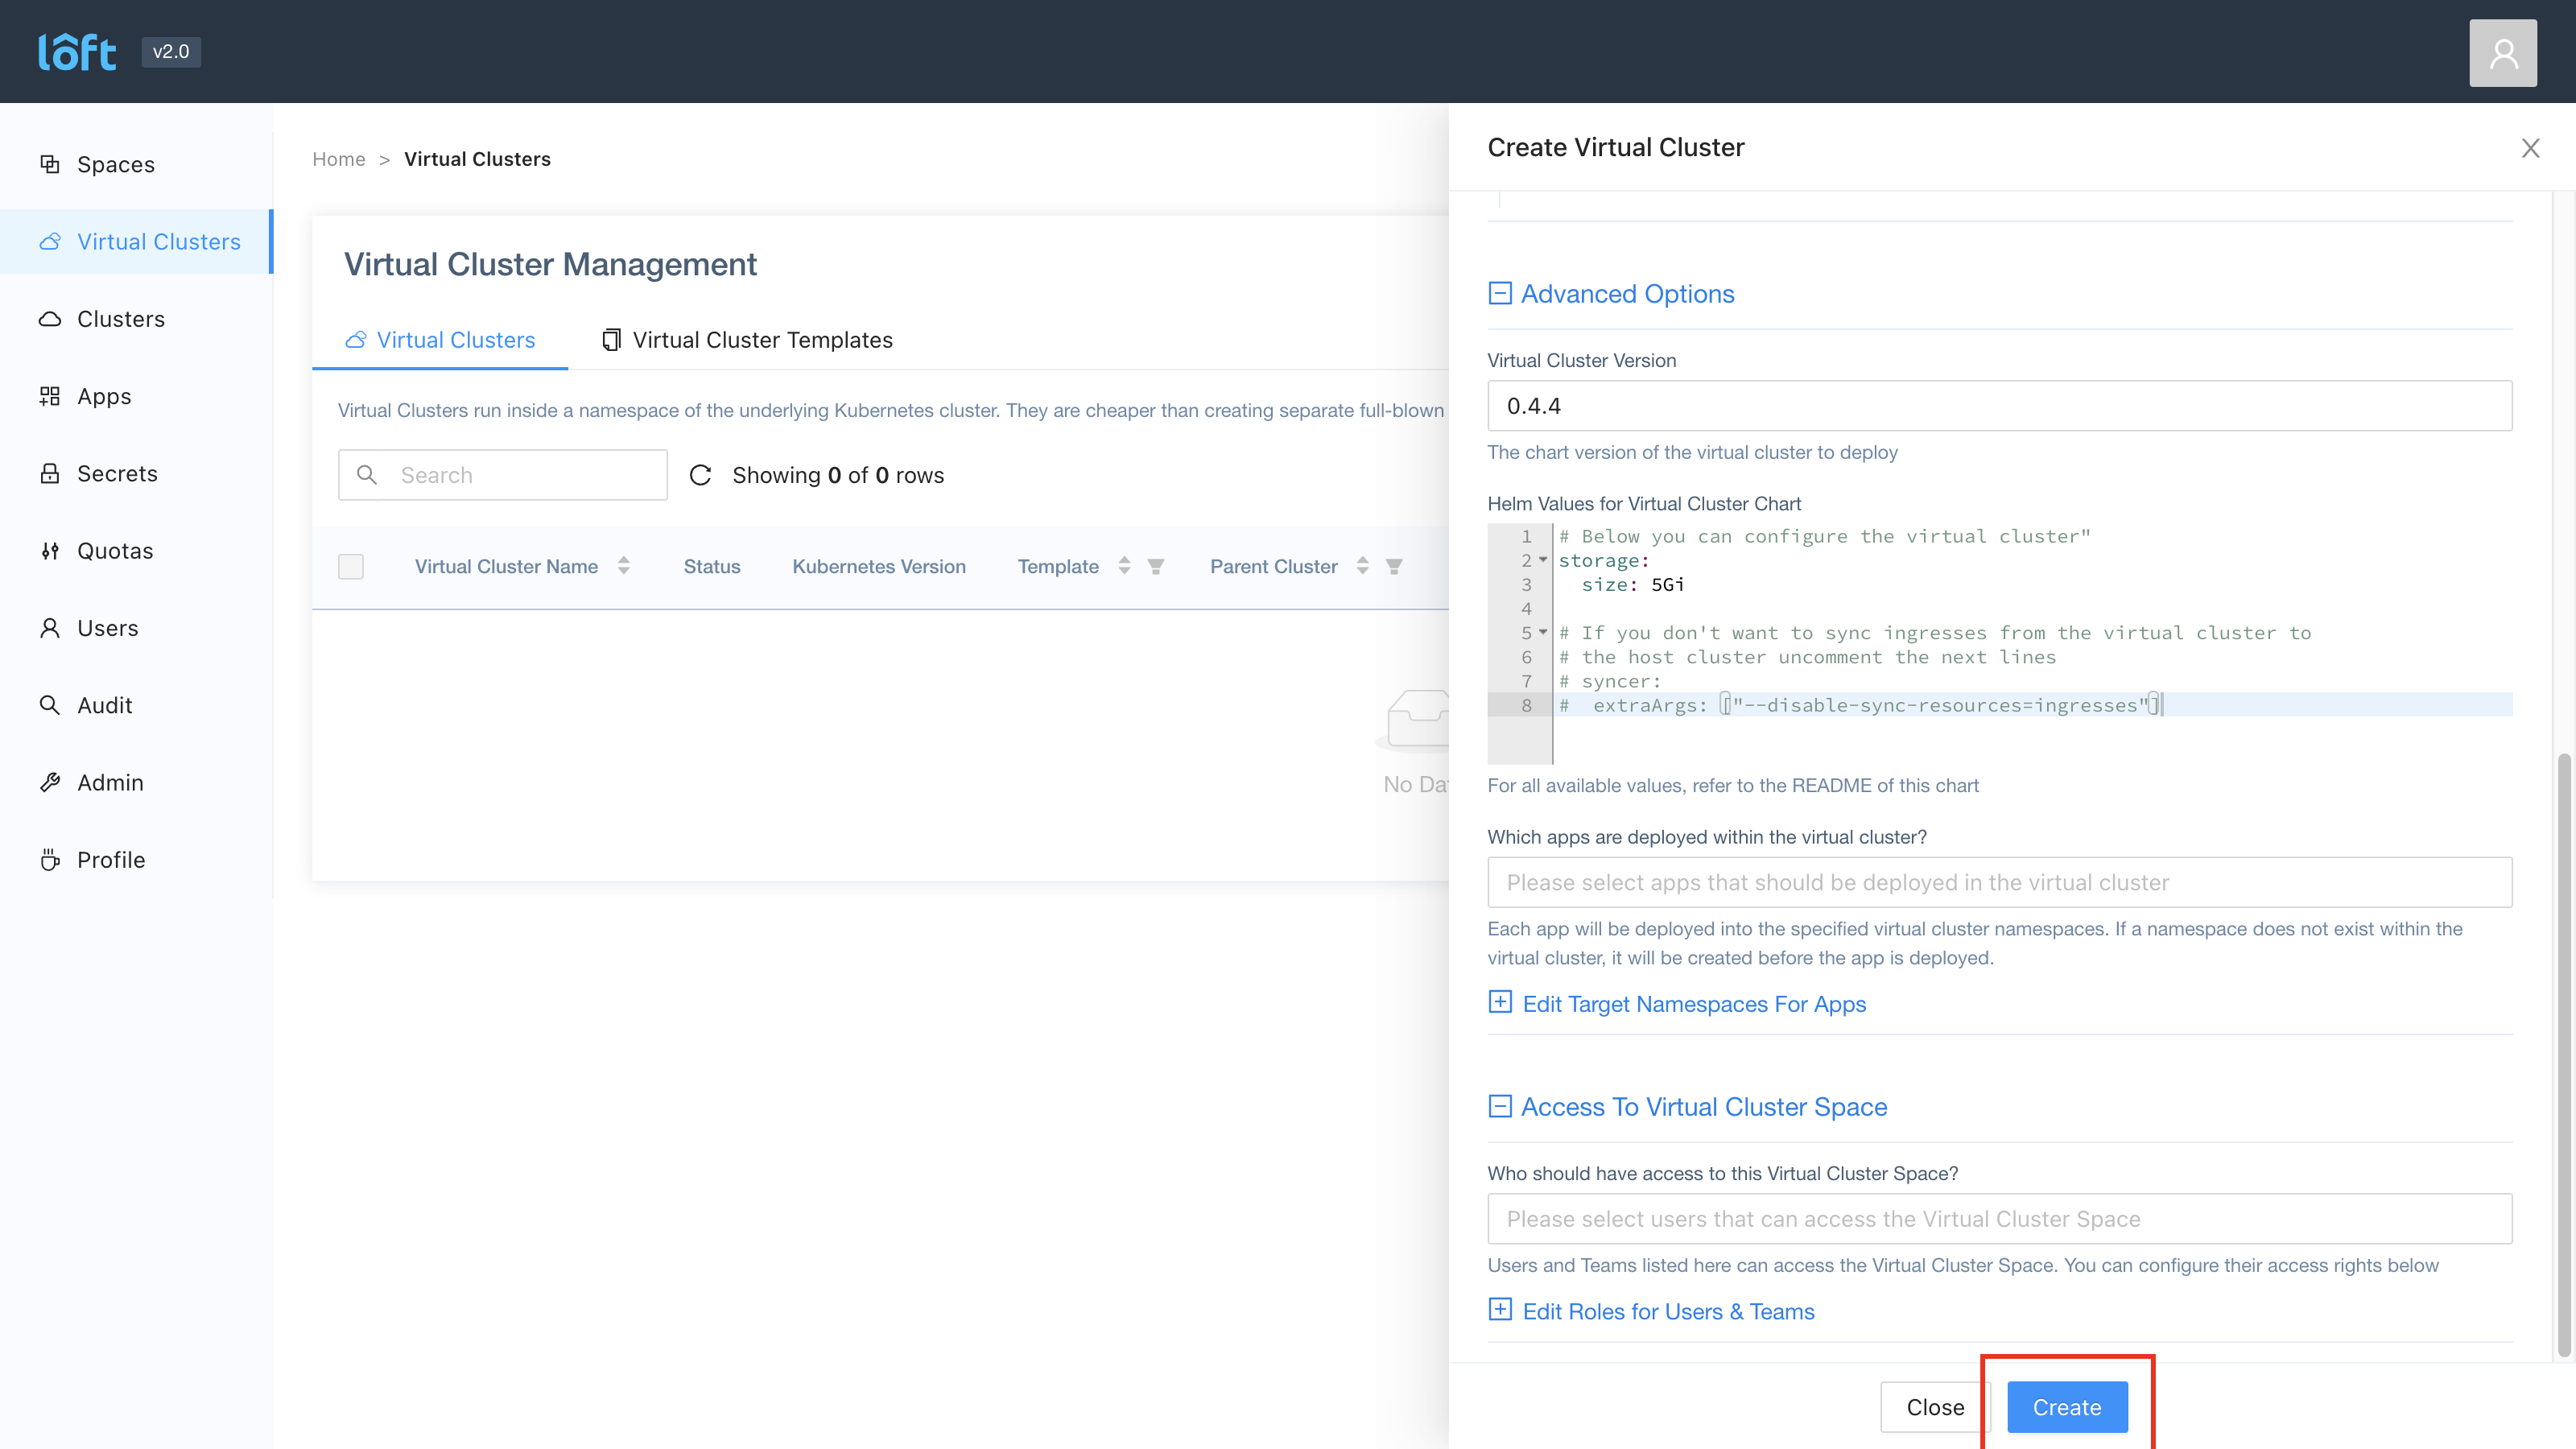 loft v2.0
Spaces
Virtual Clusters
Clusters
Apps
Secrets
Quotas
Users
Audit
Admin
Profile
Home > Virtual Clusters
Virtual Cluster Management
Virtual Clusters Virtual Cluster Templates
Virtual Clusters run inside a namespace of the underlying Kubernetes cluster. They are cheaper than creating separate full-blown
Search Showing 0 of 0 rows
Virtual Cluster Name Status Kubernetes Version Template Parent Cluster
No Da
Create Virtual Cluster
Advanced Options
Virtual Cluster Version
0.4.4
The chart version of the virtual cluster to deploy
Helm Values for Virtual Cluster Chart
1 # Below you can configure the virtual cluster"
2 storage:
3 size: 5Gi
4
5 # If you don't want to sync ingresses from the virtual cluster to
6 # the host cluster uncomment the next lines
7 # syncer:
8 # extraArgs: ["--disable-sync-resources=ingresses"]
For all available values, refer to the README of this chart
Which apps are deployed within the virtual cluster?
Please select apps that should be deployed in the virtual cluster
Each app will be deployed into the specified virtual cluster namespaces. If a namespace does not exist within the
virtual cluster, it will be created before the app is deployed.
Edit Target Namespaces For Apps
Access To Virtual Cluster Space
Who should have access to this Virtual Cluster Space?
Please select users that can access the Virtual Cluster Space
Users and Teams listed here can access the Virtual Cluster Space. You can configure their access rights below
Edit Roles for Users & Teams
Close Create